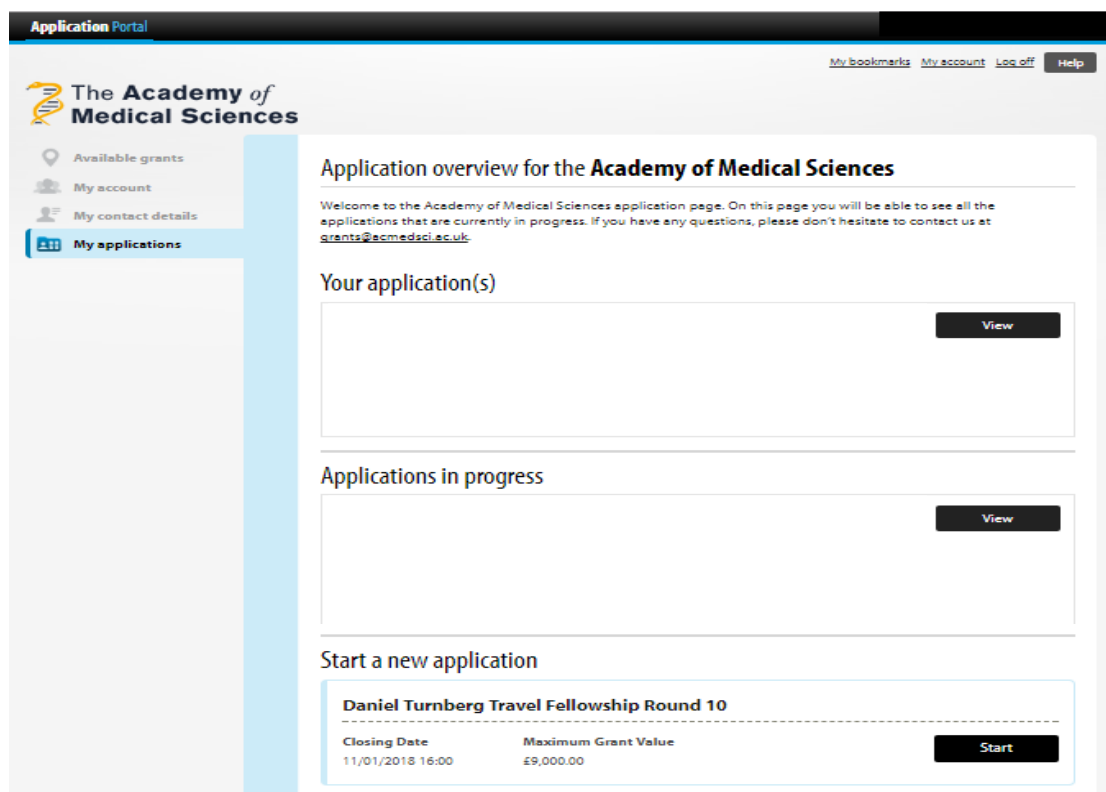 Application Portal
My bookmarks My account Log off Help
The Academy of
Medical Sciences
Available grants
My account
My contact details
My applications
Application overview for the Academy of Medical Sciences
Welcome to the Academy of Medical Sciences application page. On this page you will be able to see all the
applications that are currently in progress. If you have any questions, please don't hesitate to contact us at
grants@acmedsci.ac.uk.
Your application(s)
View
Applications in progress
View
Start a new application
Daniel Turnberg Travel Fellowship Round 10
Closing Date Maximum Grant Value
11/01/2018 16:00 £9,000.00
Start